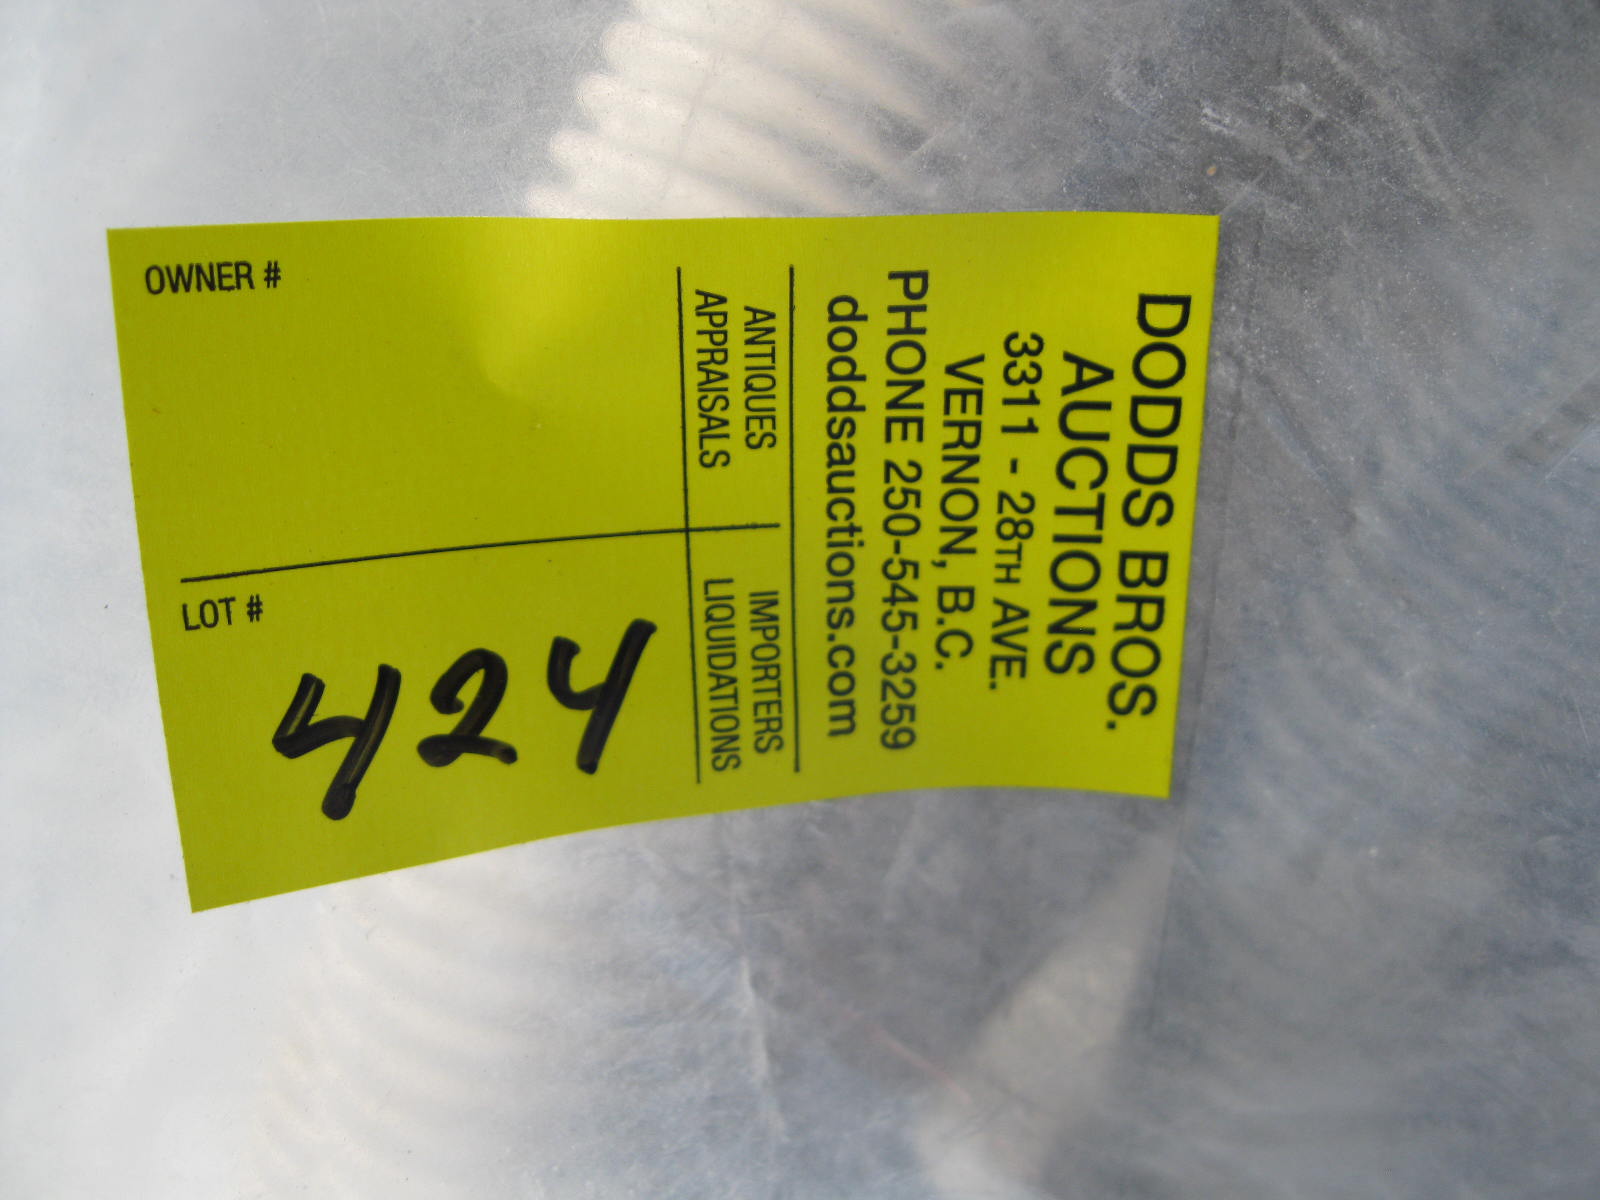 DODDS BROS.
AUCTIONS
3311 - 28TH AVE.
VERNON, B.C.
PHONE 250-545-3259
doddsauctions.com
ANTIQUES
APPRAISALS
IMPORTERS
LIQUIDATIONS
OWNER #
LOT #
424